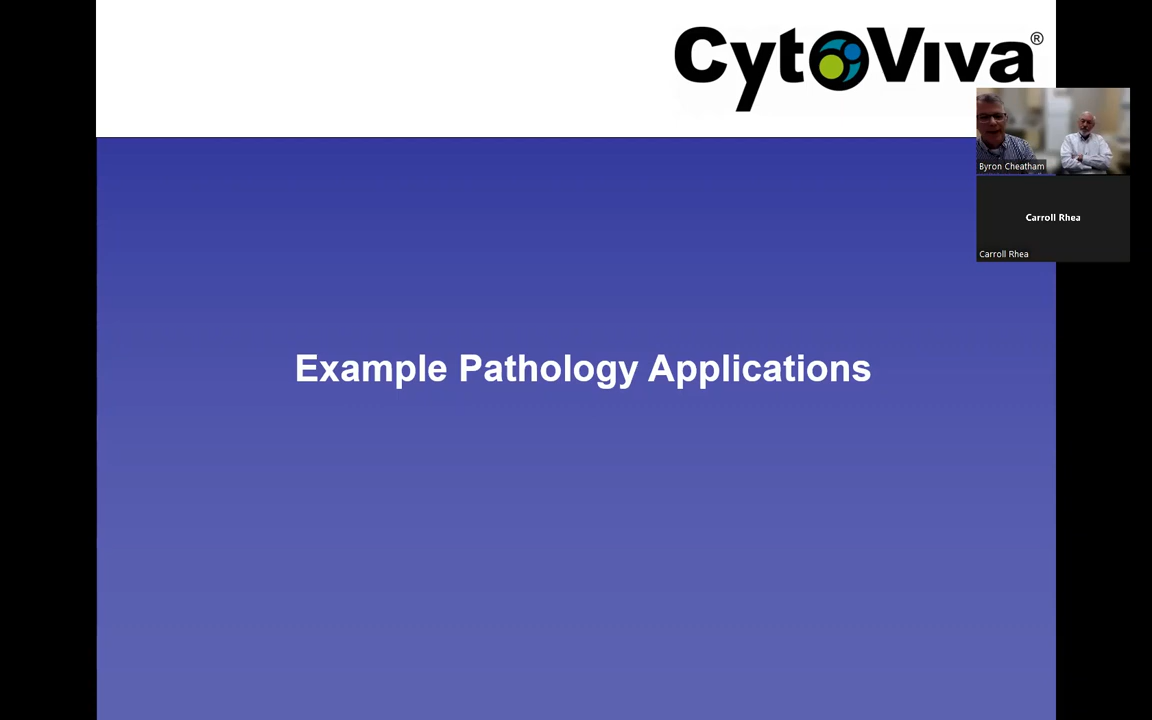 CytoViva®
Byron Cheatham
Carroll Rhea
Carroll Rhea
Example Pathology Applications